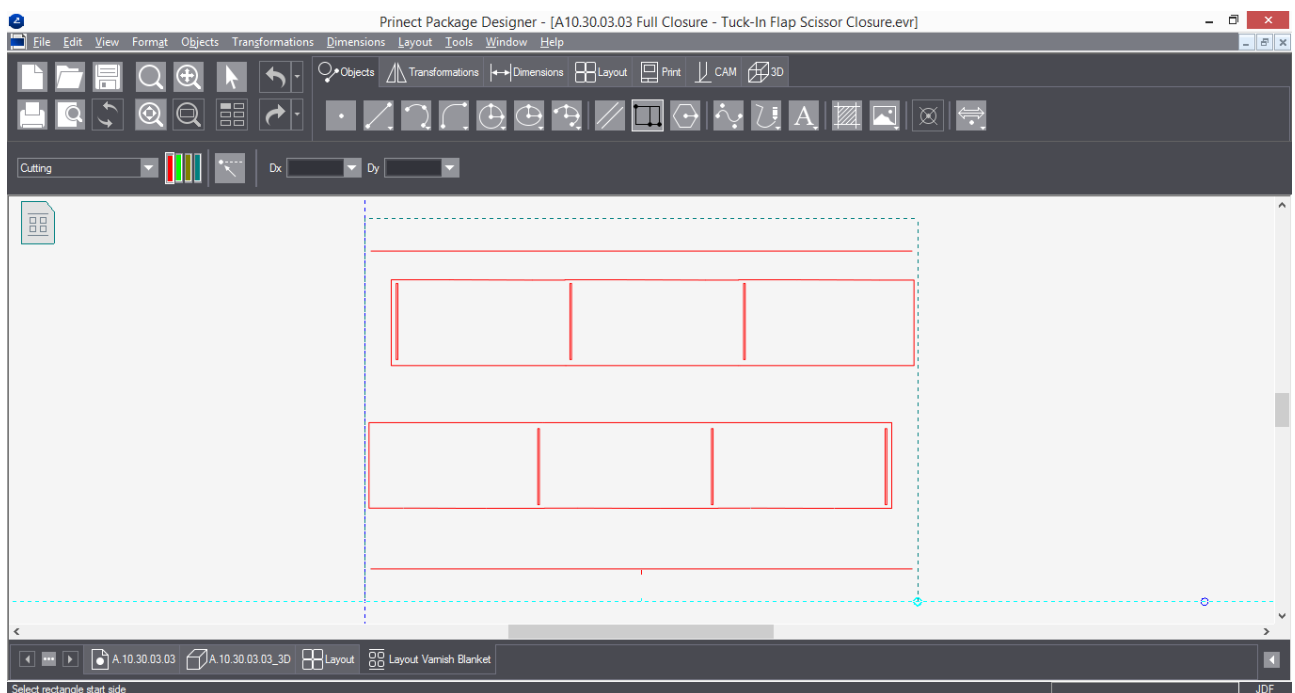 Prinect Package Designer - [A10.30.03.03 Full Closure - Tuck-In Flap Scissor Closure.evr]
File Edit View Format Objects Transformations Dimensions Layout Tools Window Help
Objects Transformations Dimensions Layout Print CAM 3D
A
Cutting Dx Dy
A.10.30.03.03 A.10.30.03.03_3D Layout Layout Varnish Blanket
Select rectangle start side JDF